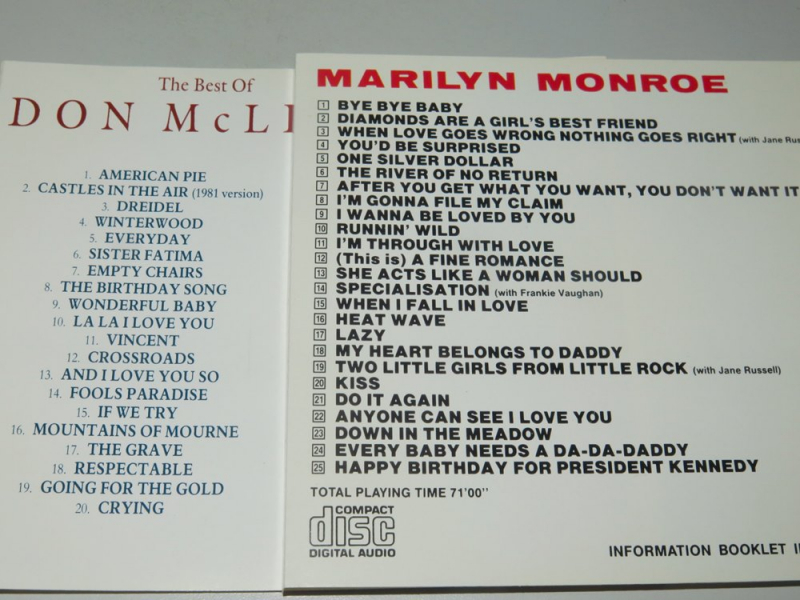 The Best Of
DON McL
1. AMERICAN PIE
2. CASTLES IN THE AIR (1981 version)
3. DREIDEL
4. WINTERWOOD
5. EVERYDAY
6. SISTER FATIMA
7. EMPTY CHAIRS
8. THE BIRTHDAY SONG
9. WONDERFUL BABY
10. LA LA I LOVE YOU
11. VINCENT
12. CROSSROADS
13. AND I LOVE YOU SO
14. FOOLS PARADISE
15. IF WE TRY
16. MOUNTAINS OF MOURNE
17. THE GRAVE
18. RESPECTABLE
19. GOING FOR THE GOLD
20. CRYING
MARILYN MONROE
1 BYE BYE BABY
2 DIAMONDS ARE A GIRL'S BEST FRIEND
3 WHEN LOVE GOES WRONG NOTHING GOES RIGHT (with Jane Rus
4 YOU'D BE SURPRISED
5 ONE SILVER DOLLAR
6 THE RIVER OF NO RETURN
7 AFTER YOU GET WHAT YOU WANT, YOU DON'T WANT IT
8 I'M GONNA FILE MY CLAIM
9 I WANNA BE LOVED BY YOU
10 RUNNIN' WILD
11 I'M THROUGH WITH LOVE
12 (This is) A FINE ROMANCE
13 SHE ACTS LIKE A WOMAN SHOULD
14 SPECIALISATION (with Frankie Vaughan)
15 WHEN I FALL IN LOVE
16 HEAT WAVE
17 LAZY
18 MY HEART BELONGS TO DADDY
19 TWO LITTLE GIRLS FROM LITTLE ROCK (with Jane Russell)
20 KISS
21 DO IT AGAIN
22 ANYONE CAN SEE I LOVE YOU
23 DOWN IN THE MEADOW
24 EVERY BABY NEEDS A DA-DA-DADDY
25 HAPPY BIRTHDAY FOR PRESIDENT KENNEDY
TOTAL PLAYING TIME 71'00''
COMPACT
disc
DIGITAL AUDIO
INFORMATION BOOKLET I